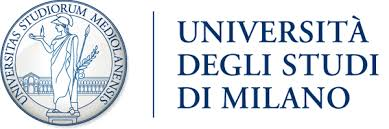 UNIVERSITAS STUDIORUM MEDIOLANENSIS
UNIVERSITÀ
DEGLI STUDI
DI MILANO